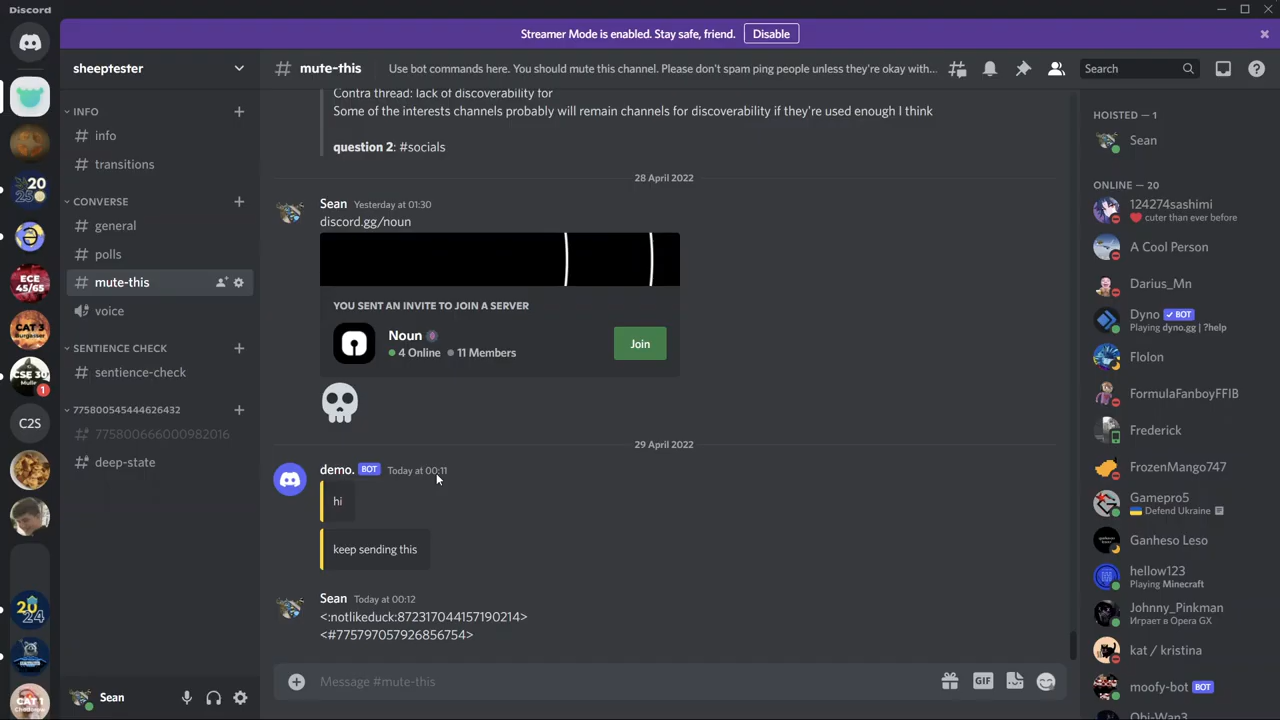 Discord
Streamer Mode is enabled. Stay safe, friend.
Disable
sheeptester
mute-this
Use bot commands here. You should mute this channel. Please don't spam ping people unless they're okay with...
Search
INFO
info
transitions
CONVERSE
general
polls
mute-this
voice
SENTIENCE CHECK
sentience-check
775800545444626432
775800666000982016
deep-state
ECE
45/65
CAT 3
CSE 30
1
C2S
CAT 1
Contra thread: lack of discoverability for
Some of the interests channels probably will remain channels for discoverability if they're used enough I think
question 2: #socials
28 April 2022
Sean Yesterday at 01:30
discord.gg/noun
YOU SENT AN INVITE TO JOIN A SERVER
Noun
4 Online 11 Members
Join
29 April 2022
demo. BOT Today at 00:11
hi
keep sending this
Sean Today at 00:12
<:notlikeduck:872317044157190214>
<#775797057926856754>
Message #mute-this
GIF
Sean
HOISTED — 1
Sean
ONLINE — 20
124274sashimi
cuter than ever before
A Cool Person
Darius_Mn
Dyno BOT
Playing dyno.gg | ?help
Flolon
FormulaFanboyFFIB
Frederick
FrozenMango747
Gamepro5
Defend Ukraine
Ganheso Leso
hellow123
Playing Minecraft
Johnny_Pinkman
Играет в Opera GX
kat / kristina
moofy-bot BOT
Obi-Wan3